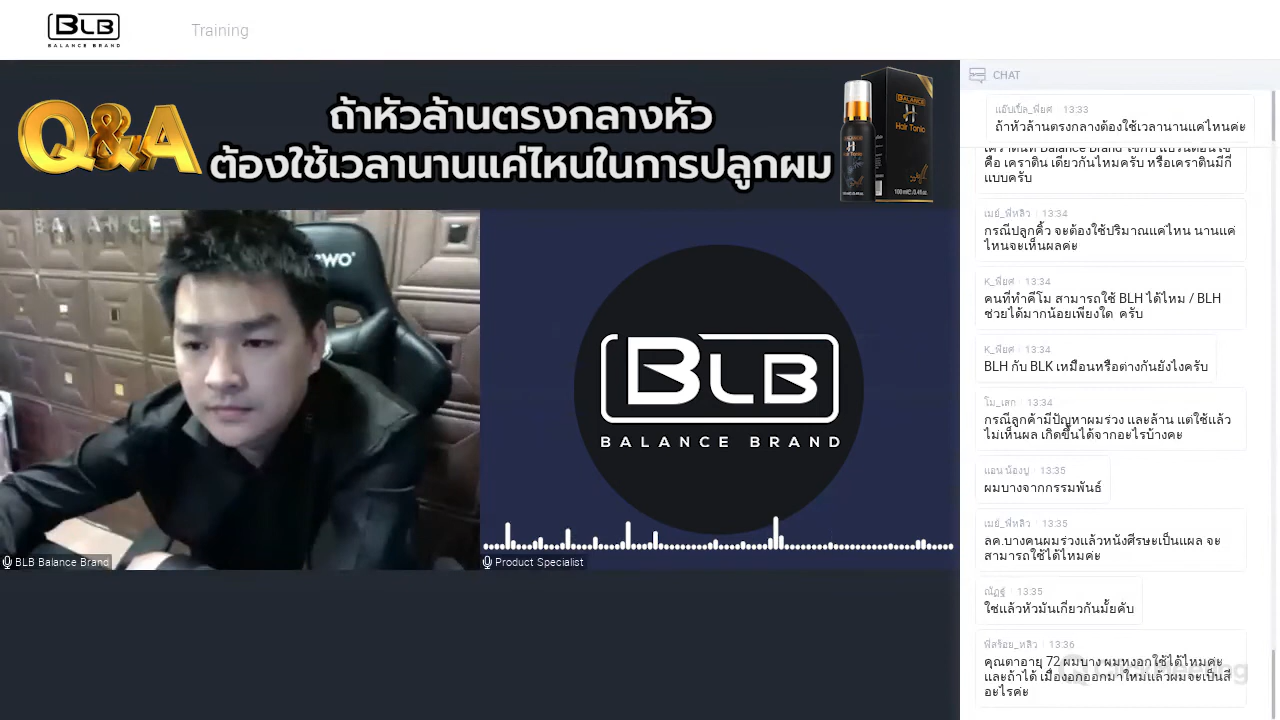 BLB
BALANCE BRAND
Training
Q&A
ถ้าหัวล้านตรงกลางหัว
ต้องใช้เวลานานแค่ไหนในการปลูกผม
BALANCE
H
Hair Tonic
BALANCE
H
Hair Tonic
BALANCE
BLB
BALANCE BRAND
BLB Balance Brand
Product Specialist
CHAT
แอ๊บเปิ้ล_พี่ยศ 13:33
ถ้าหัวล้านตรงกลางต้องใช้เวลานานแค่ไหนค่ะ
คือ เคราติน เดียวกันไหมครับ หรือเคราตินมีกี่
แบบครับ
เมย์_พี่หลิว 13:34
กรณีปลูกคิ้ว จะต้องใช้ปริมาณแค่ไหน นานแค่
ไหนจะเห็นผลค่ะ
K_พี่ยศ 13:34
คนที่ทำคีโม สามารถใช้ BLH ได้ไหม / BLH
ช่วยได้มากน้อยเพียงใด ครับ
K_พี่ยศ 13:34
BLH กับ BLK เหมือนหรือต่างกันยังไงครับ
โม_เสก 13:34
กรณีลูกค้ามีปัญหาผมร่วง และล้าน แต่ใช้แล้ว
ไม่เห็นผล เกิดขึ้นได้จากอะไรบ้างคะ
แอน น้องบู 13:35
ผมบางจากกรรมพันธ์
เมย์_พี่หลิว 13:35
ลค.บางคนผมร่วงแล้วหนังศีรษะเป็นแผล จะ
สามารถใช้ได้ไหมค่ะ
ณัฏฐ์ 13:35
ใช่แล้วหัวมันเกี่ยวกันมั้ยคับ
พี่สร้อย_หลิว 13:36
คุณตาอายุ 72 ผมบาง ผมหงอกใช้ได้ไหมค่ะ
และถ้าได้ เมื่องอกออกมาใหม่แล้วผมจะเป็นสี
อะไรค่ะ